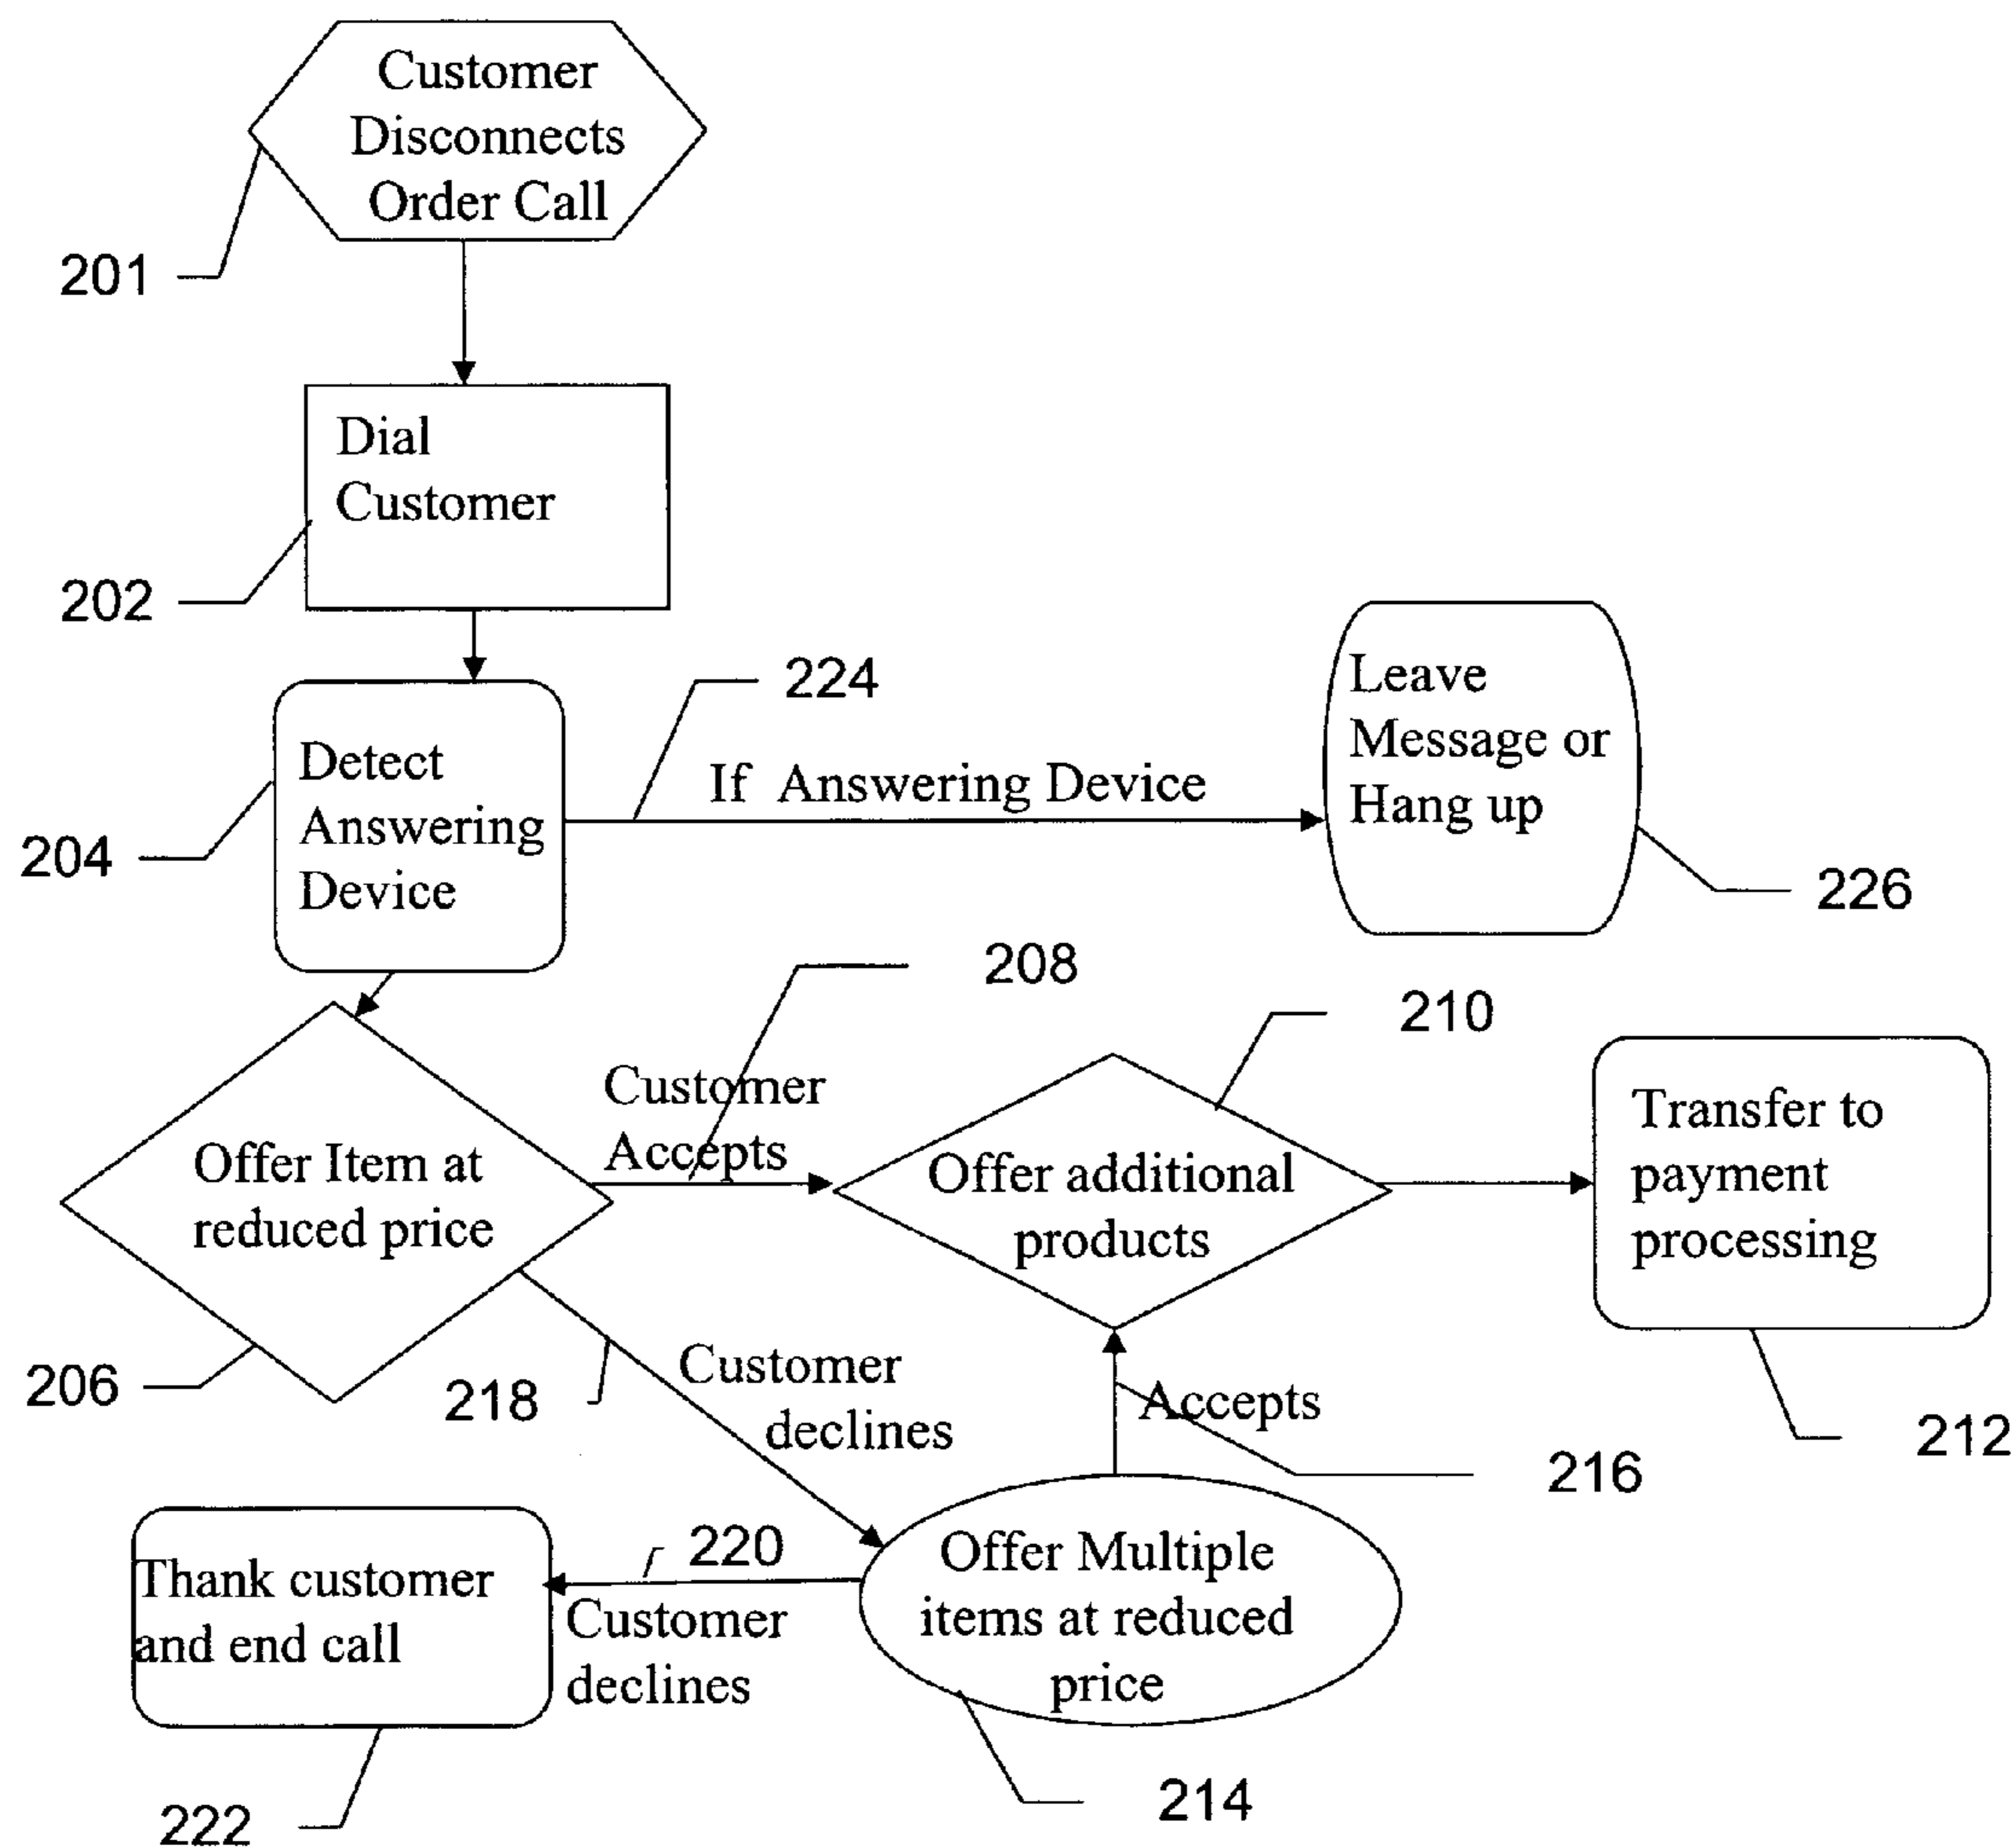 Customer
Disconnects
Order Call
201
Dial
Customer
202
224
Leave
Message or
Hang up
Detect
Answering
Device
If Answering Device
204
226
208
210
Customer
Accepts
Offer Item at
reduced price
Offer additional
products
Transfer to
payment
processing
206
218
Customer
declines
Accepts
212
216
220
Thank customer
and end call
Customer
declines
Offer Multiple
items at reduced
price
222
214